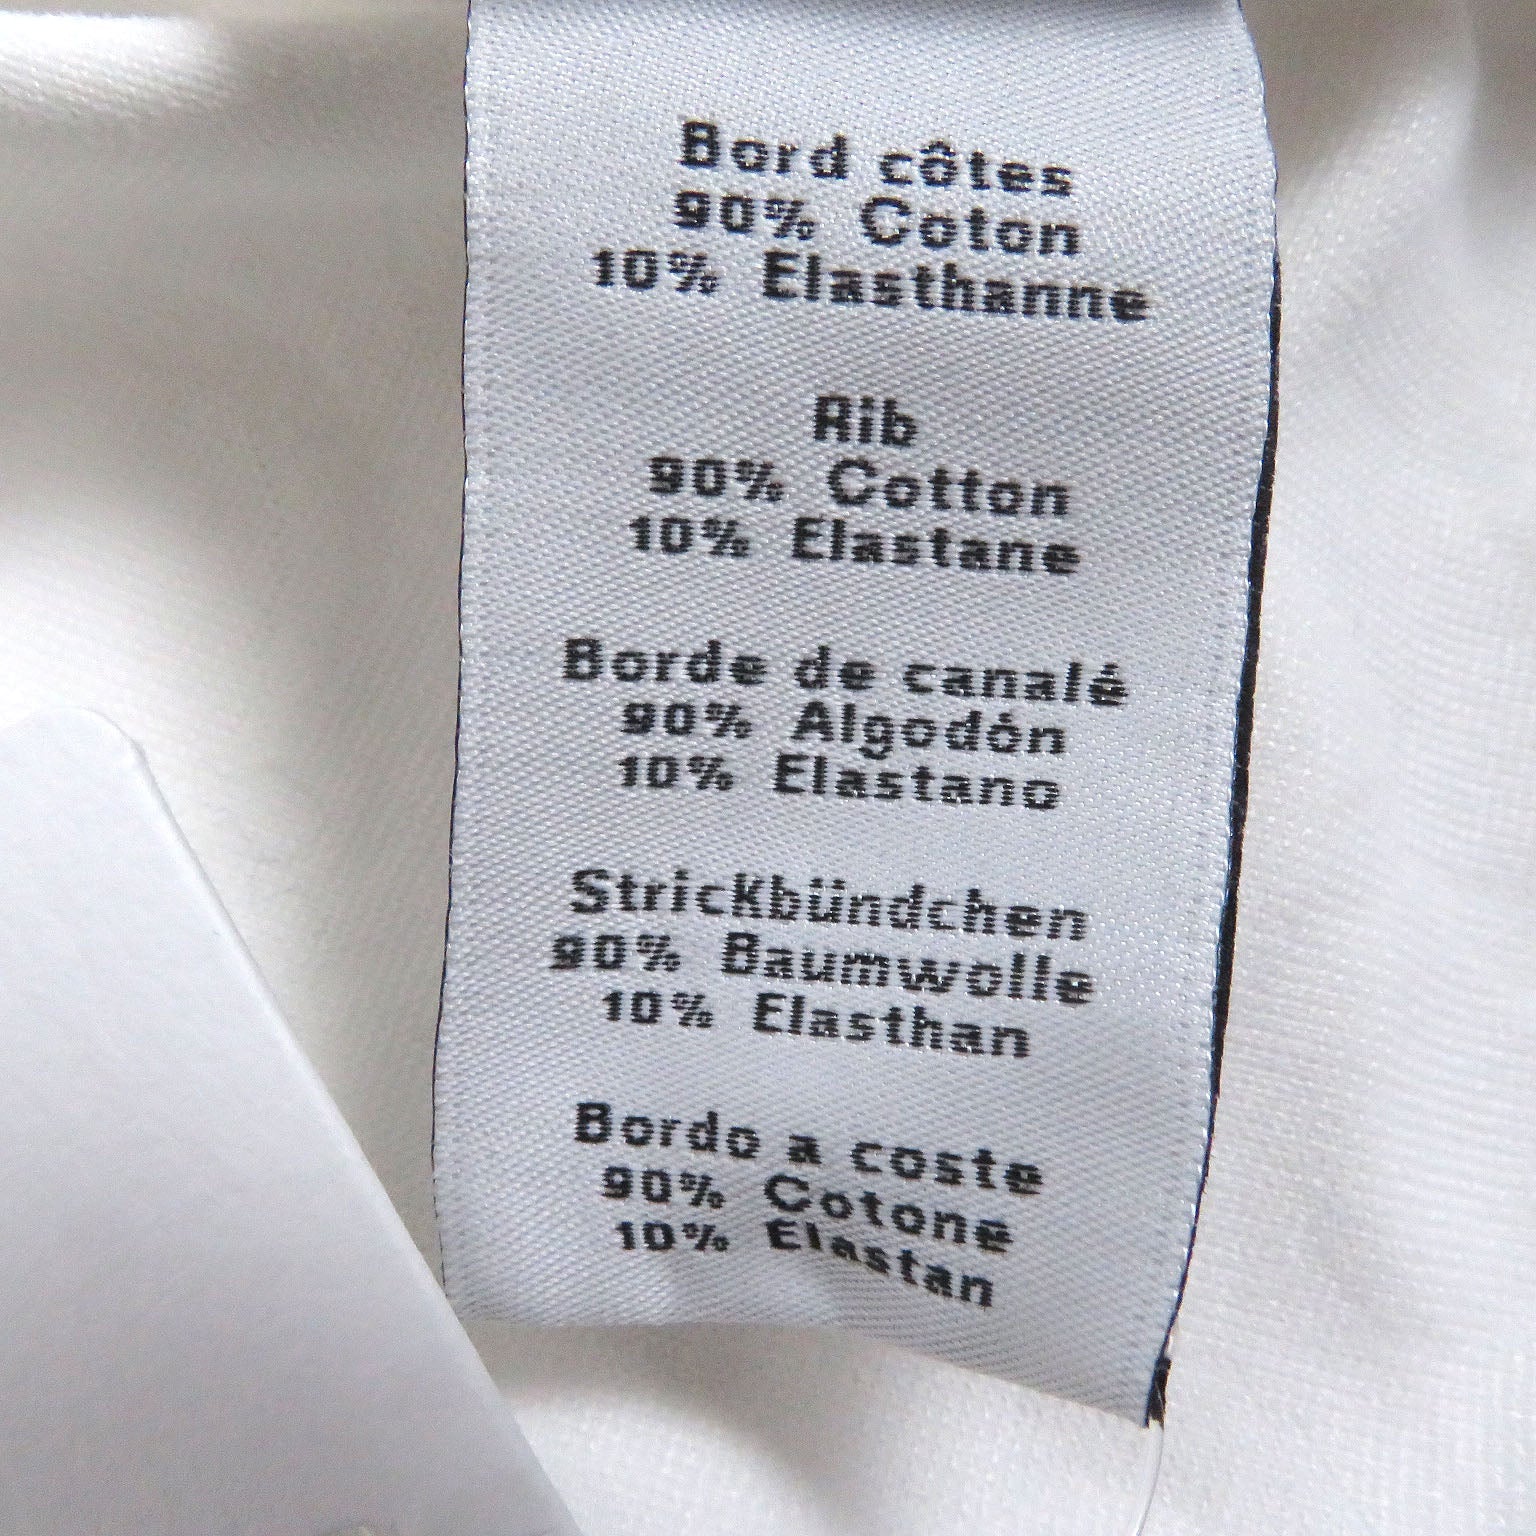 Bord côtes
90% Coton
10% Elasthanne
Rib
90% Cotton
10% Elastane
Borde de canalé
90% Algodón
10% Elastano
Strickbündchen
90% Baumwolle
10% Elasthan
Bordo a coste
90% Cotone
10% Elastan